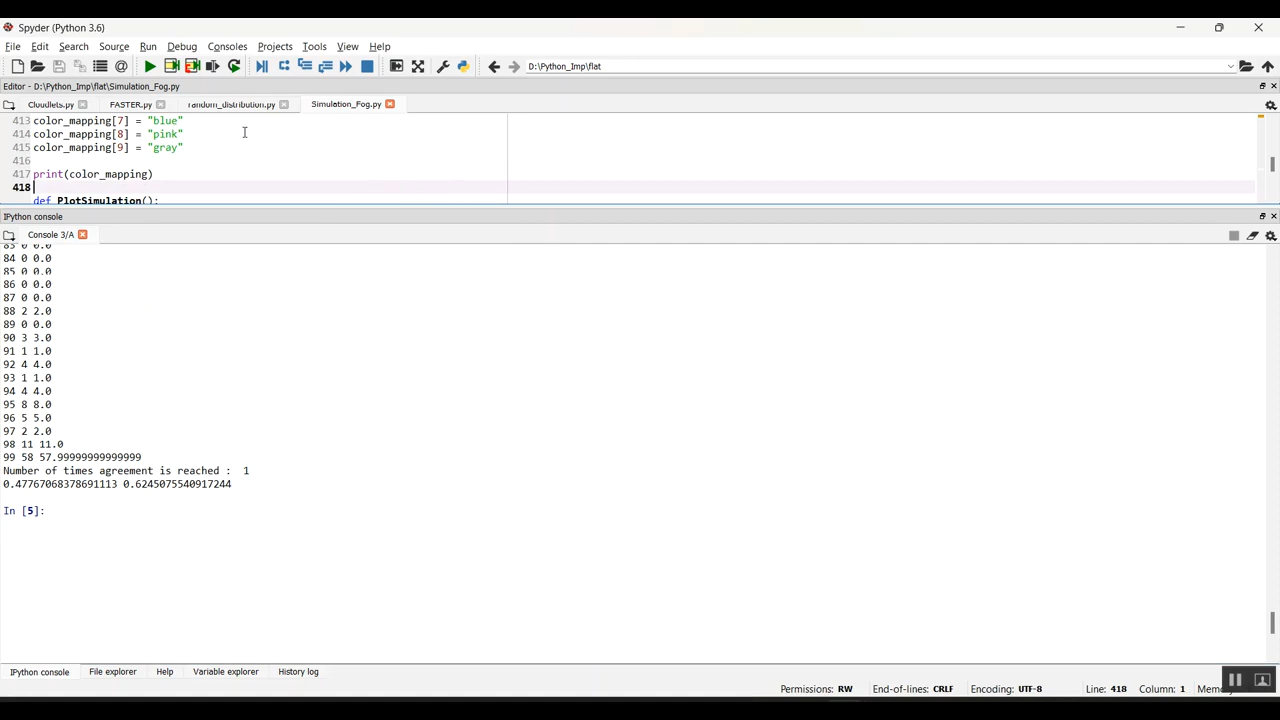 Spyder (Python 3.6)
File Edit Search Source Run Debug Consoles Projects Tools View Help
D:\Python_Imp\flat
Editor - D:\Python_Imp\flat\Simulation_Fog.py
Cloudlets.py FASTER.py random_distribution.py Simulation_Fog.py
413 color_mapping[7] = "blue"
414 color_mapping[8] = "pink"
415 color_mapping[9] = "gray"
416
417 print(color_mapping)
418
def PlotSimulation():
IPython console
Console 3/A
83 0 0.0
84 0 0.0
85 0 0.0
86 0 0.0
87 0 0.0
88 2 2.0
89 0 0.0
90 3 3.0
91 1 1.0
92 4 4.0
93 1 1.0
94 4 4.0
95 8 8.0
96 5 5.0
97 2 2.0
98 11 11.0
99 58 57.99999999999999
Number of times agreement is reached : 1
0.47767068378691113 0.6245075540917244
In [5]:
IPython console File explorer Help Variable explorer History log
Permissions: RW End-of-lines: CRLF Encoding: UTF-8 Line: 418 Column: 1